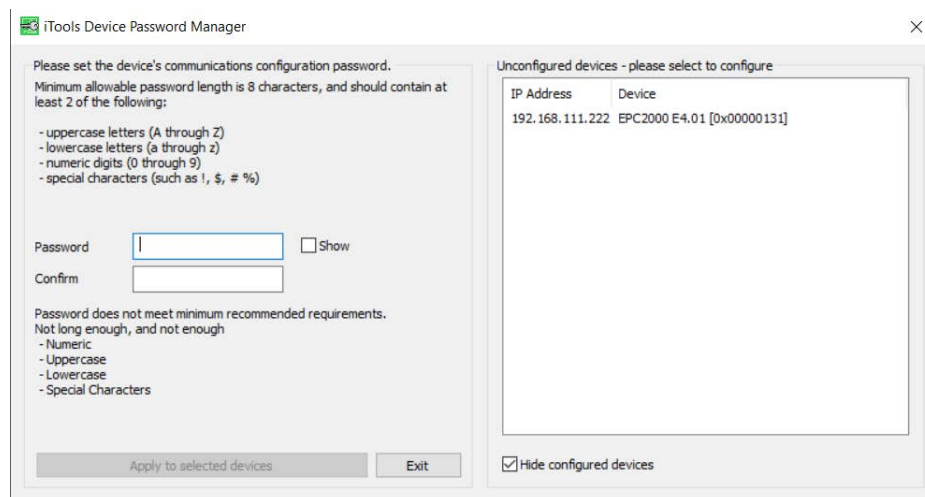 iTools Device Password Manager
Please set the device's communications configuration password.
Minimum allowable password length is 8 characters, and should contain at
least 2 of the following:
- uppercase letters (A through Z)
- lowercase letters (a through z)
- numeric digits (0 through 9)
- special characters (such as !, $, # %)
Password
Show
Confirm
Password does not meet minimum recommended requirements.
Not long enough, and not enough
- Numeric
- Uppercase
- Lowercase
- Special Characters
Apply to selected devices
Exit
Unconfigured devices - please select to configure
IP Address Device
192.168.111.222 EPC2000 E4.01 [0x00000131]
Hide configured devices